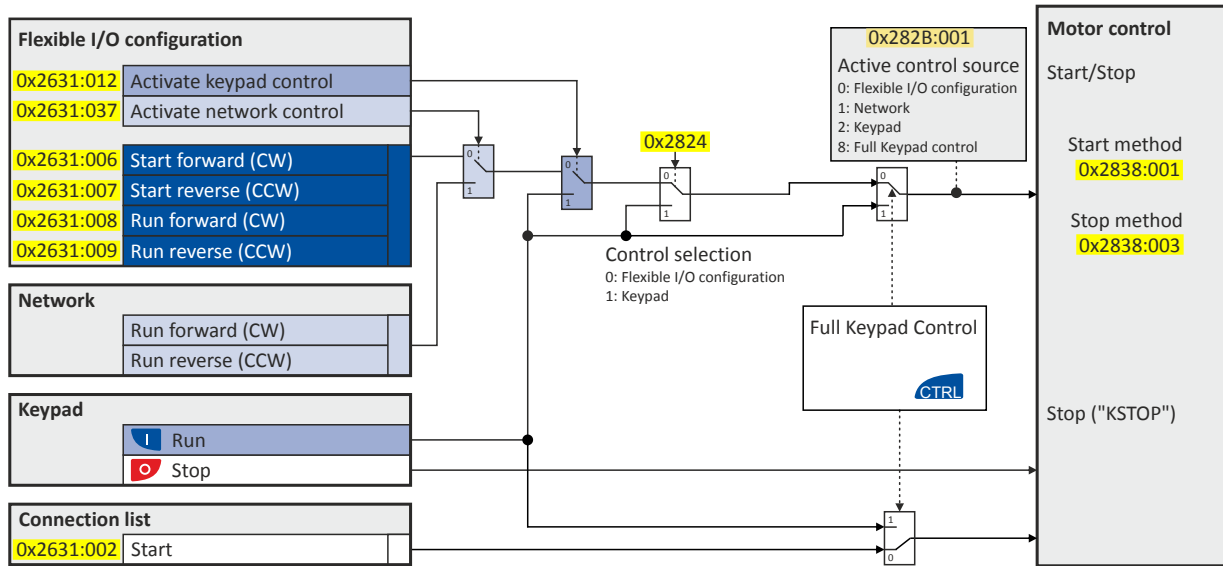 Flexible I/O configuration
0x2631:012 Activate keypad control
0x2631:037 Activate network control
0x2631:006 Start forward (CW)
0x2631:007 Start reverse (CCW)
0x2631:008 Run forward (CW)
0x2631:009 Run reverse (CCW)
Network
Run forward (CW)
Run reverse (CCW)
Keypad
I Run
O Stop
Connection list
0x2631:002 Start
0
1
0
1
0x2824
0
1
Control selection
0: Flexible I/O configuration
1: Keypad
0x282B:001
Active control source
0: Flexible I/O configuration
1: Network
2: Keypad
8: Full Keypad control
0
1
Full Keypad Control
CTRL
1
0
Motor control
Start/Stop
Start method
0x2838:001
Stop method
0x2838:003
Stop ("KSTOP")